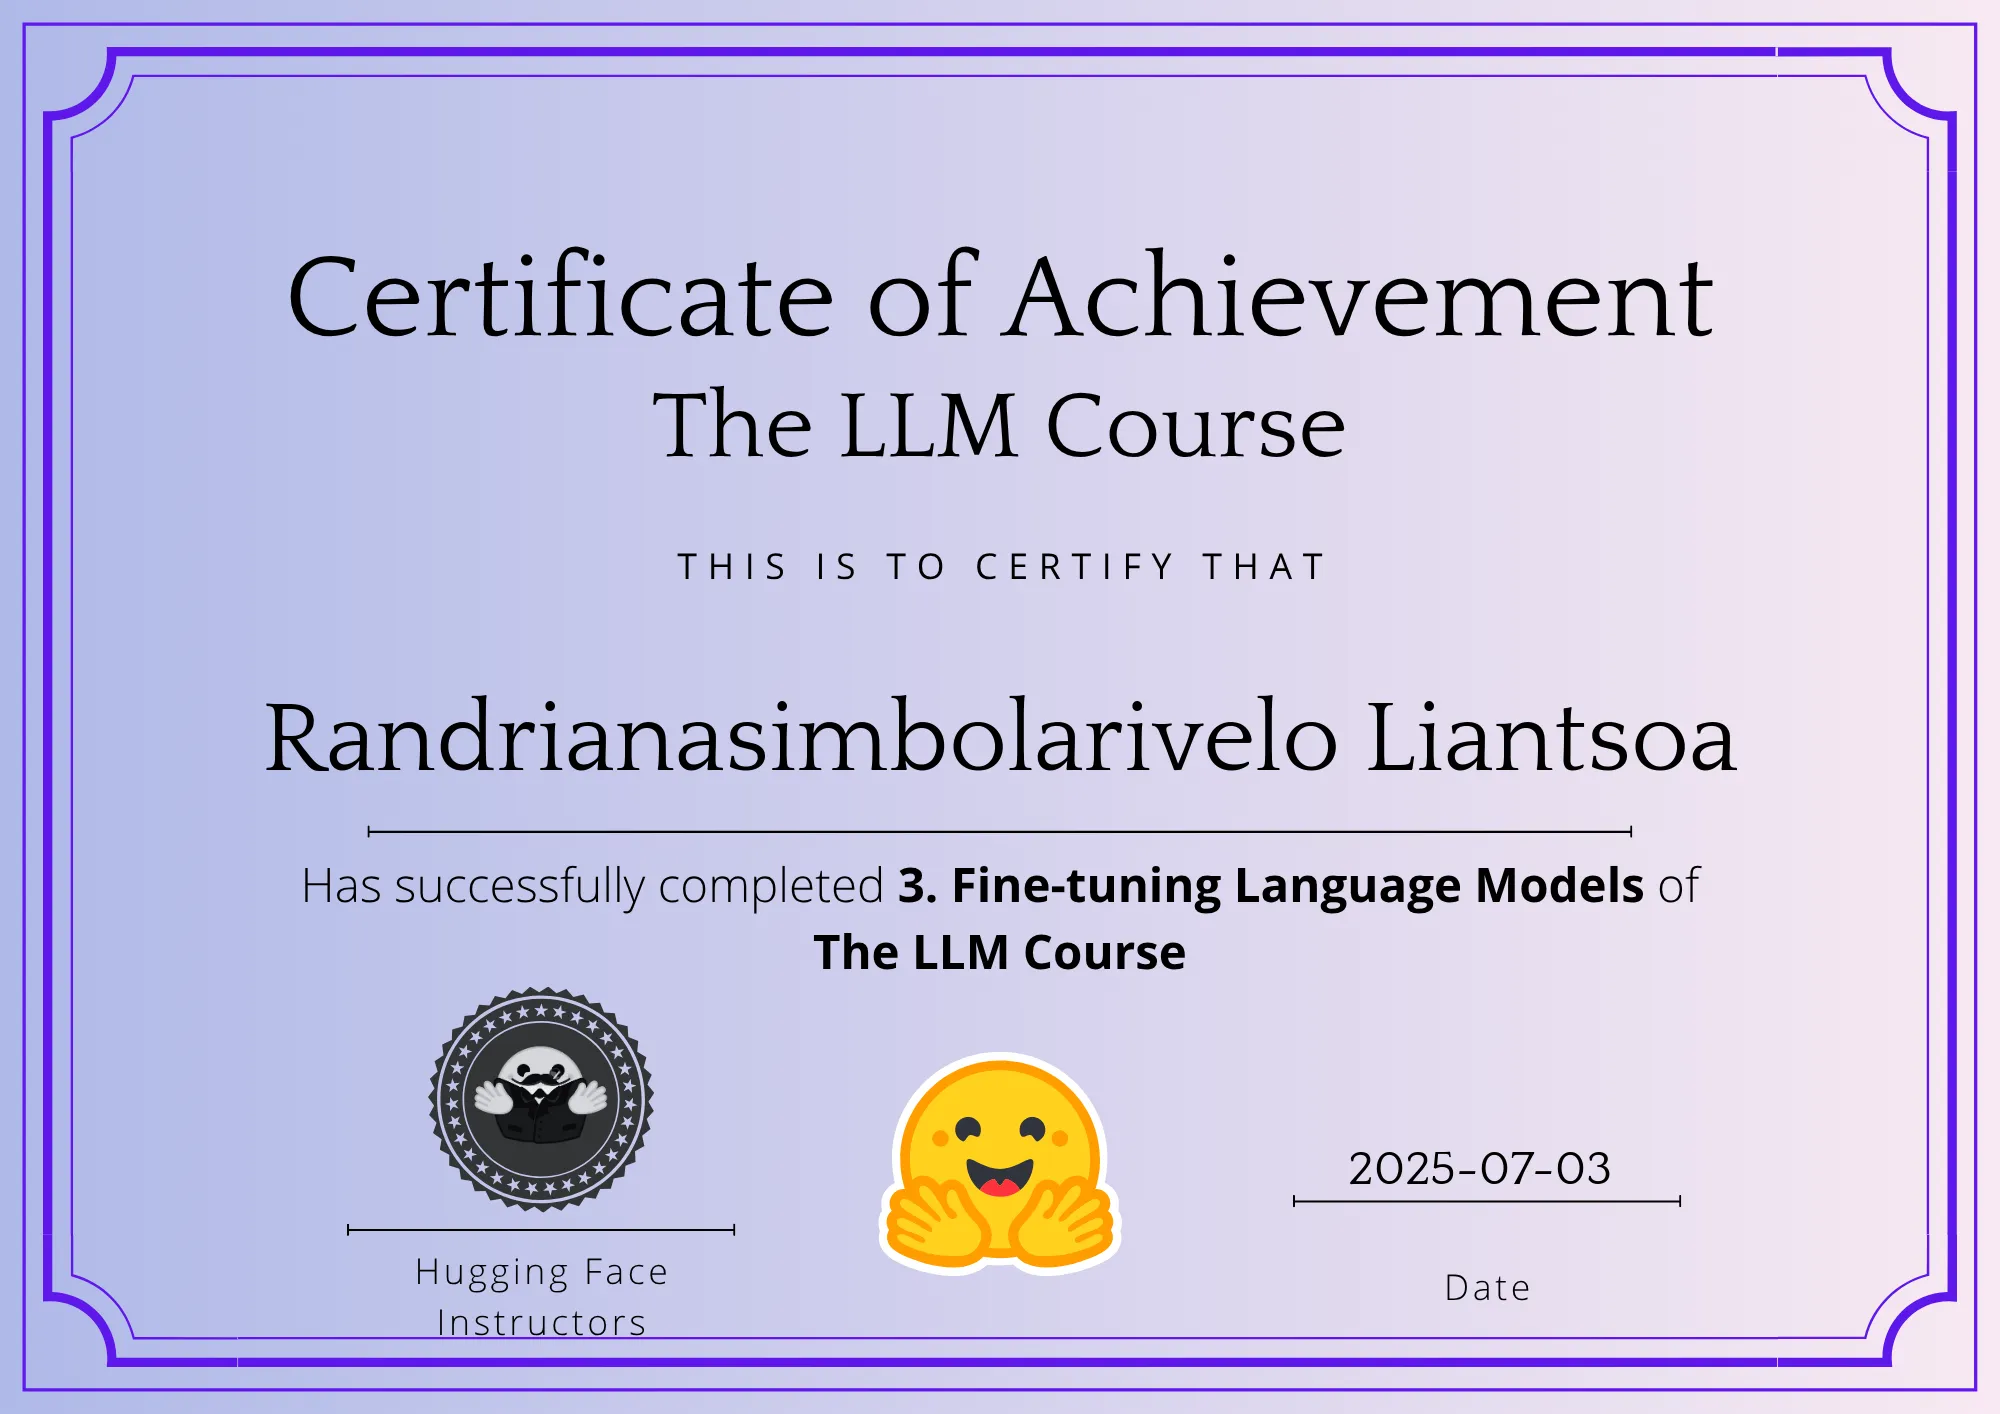 Certificate of Achievement
The LLM Course
THIS IS TO CERTIFY THAT
Randrianasimbolarivelo Liantsoa
Has successfully completed 3. Fine-tuning Language Models of
The LLM Course
2025-07-03
Hugging Face
Instructors
Date